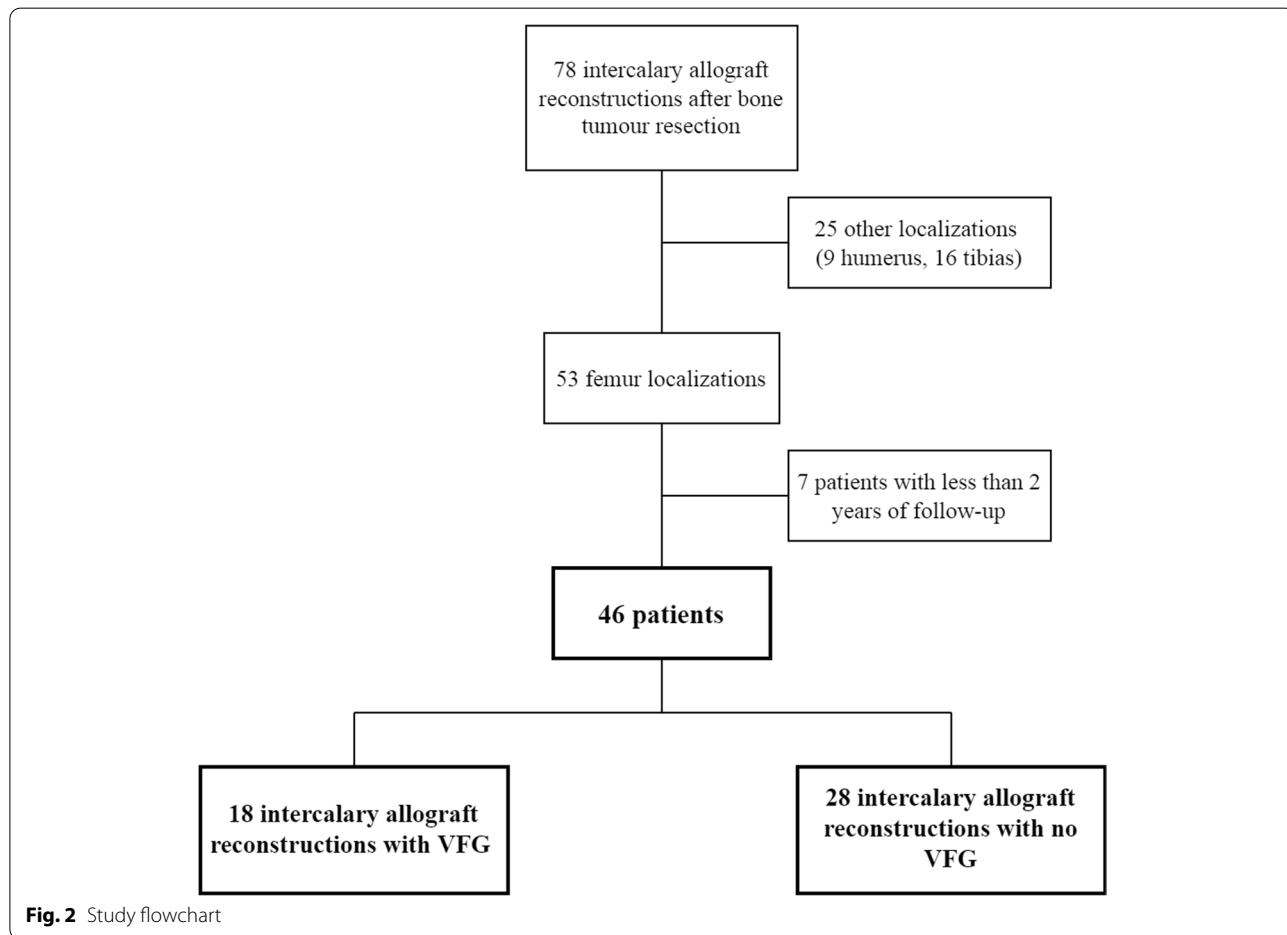 78 intercalary allograft
reconstructions after bone
tumour resection
25 other localizations
(9 humerus, 16 tibias)
53 femur localizations
7 patients with less than 2
years of follow-up
46 patients
18 intercalary allograft
reconstructions with VFG
28 intercalary allograft
reconstructions with no
VFG
Fig. 2 Study flowchart